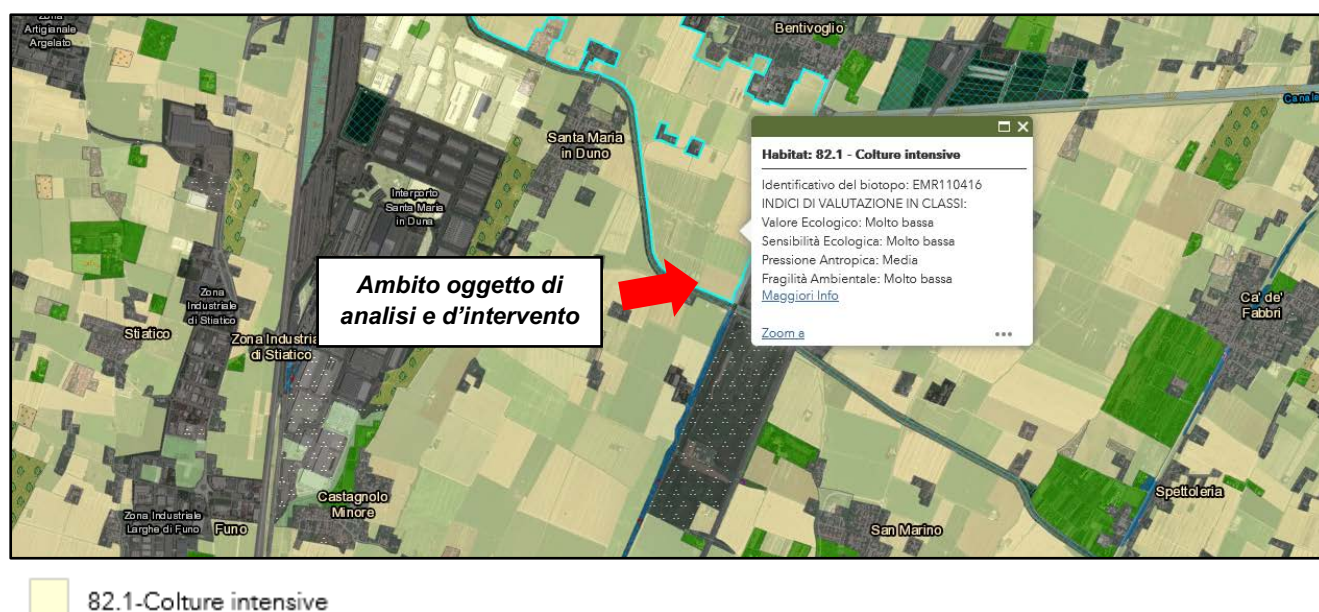 Zona
Artigianale
Argelato
Bentivoglio
Canale
Santa Maria
in Duno
Interporto
Santa Maria
in Duna
Habitat: 82.1 - Colture intensive
Identificativo del biotopo: EMR110416
INDICI DI VALUTAZIONE IN CLASSI:
Valore Ecologico: Molto bassa
Sensibilità Ecologica: Molto bassa
Pressione Antropica: Media
Fragilità Ambientale: Molto bassa
Maggiori Info
Zoom a
Ambito oggetto di
analisi e d'intervento
Zona
Industriale
di Stiatico
Stiatico
Zona Industria
di Stiatico
Ca' de'
Fabbri
Castagnolo
Minore
Spettoleria
Zona Industriale
Larghe di Funo
Funo
San Marino
82.1-Colture intensive